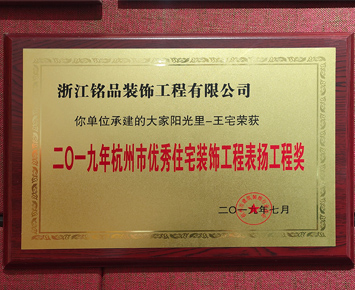 浙江铭品装饰工程有限公司
你单位承建的大家阳光里-王宅荣获
二〇一九年杭州市优秀住宅装饰工程表扬工程奖
二〇一九年七月